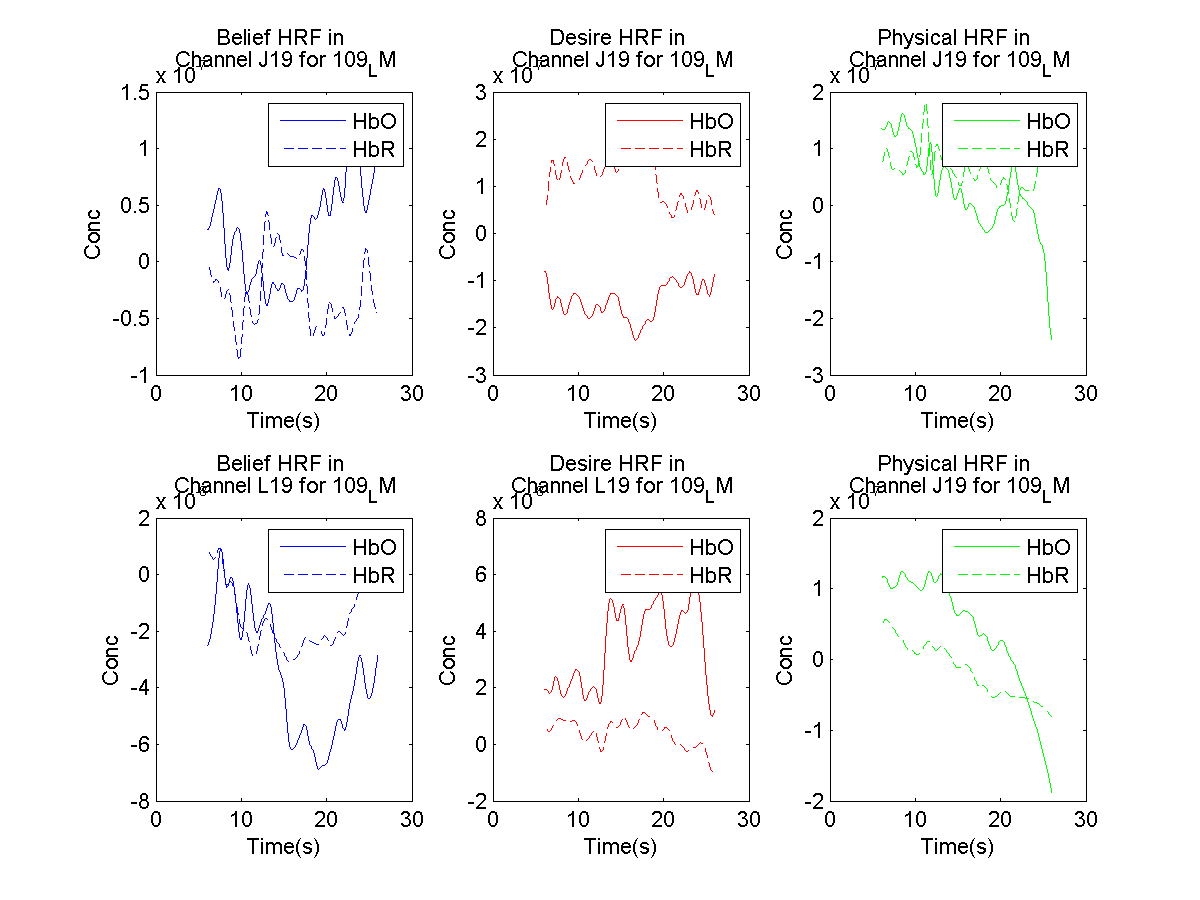 Belief HRF in
Channel J19 for 109_L M
x 10^-7
1.5
1
0.5
0
-0.5
-1
Conc
0 10 20 30
Time(s)
HbO
HbR
Desire HRF in
Channel J19 for 109_L M
x 10^-7
3
2
1
0
-1
-2
-3
Conc
0 10 20 30
Time(s)
HbO
HbR
Physical HRF in
Channel J19 for 109_L M
x 10^-7
2
1
0
-1
-2
-3
Conc
0 10 20 30
Time(s)
HbO
HbR
Belief HRF in
Channel L19 for 109_L M
x 10
2
0
-2
-4
-6
-8
Conc
0 10 20 30
Time(s)
HbO
HbR
Desire HRF in
Channel L19 for 109_L M
x 10
8
6
4
2
0
-2
Conc
0 10 20 30
Time(s)
HbO
HbR
Physical HRF in
Channel J19 for 109_L M
x 10^-7
2
1
0
-1
-2
Conc
0 10 20 30
Time(s)
HbO
HbR